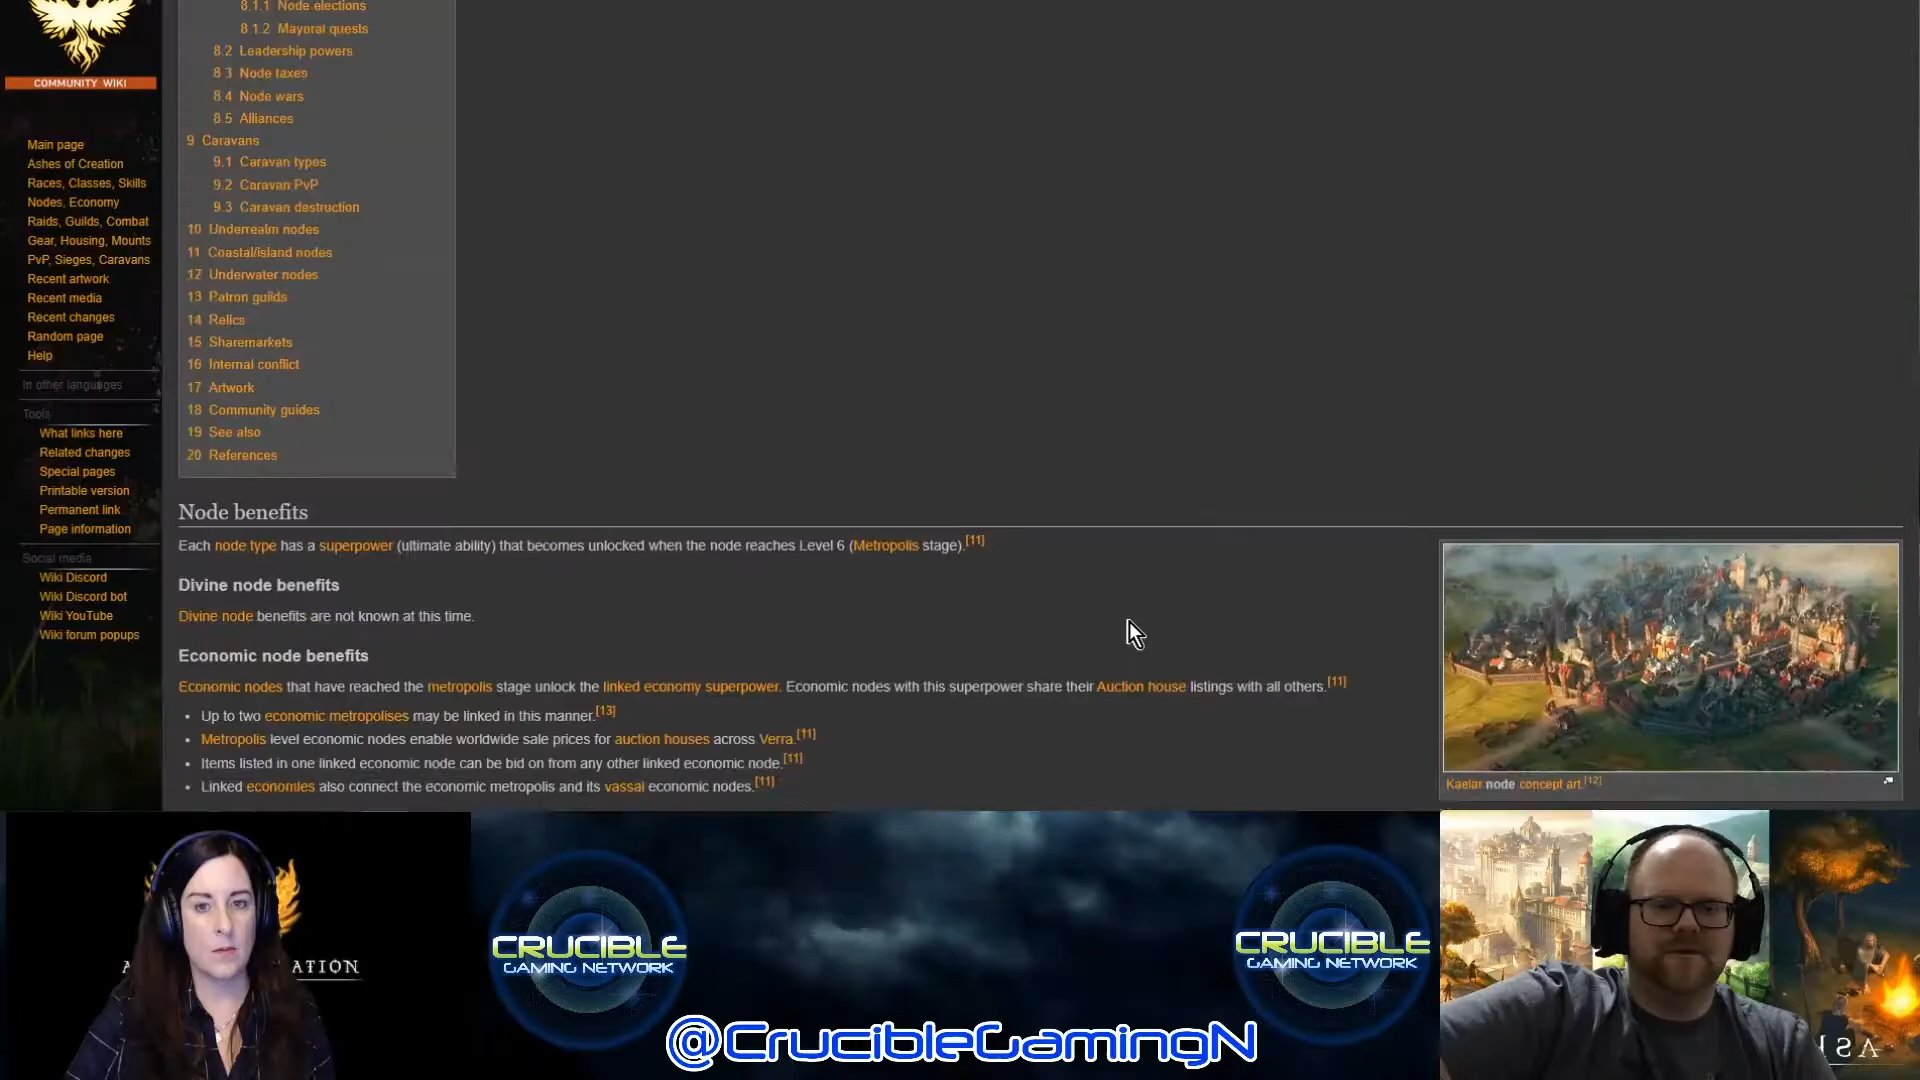 COMMUNITY WIKI
Main page
Ashes of Creation
Races, Classes, Skills
Nodes, Economy
Raids, Guilds, Combat
Gear, Housing, Mounts
PvP, Sieges, Caravans
Recent artwork
Recent media
Recent changes
Random page
Help
In other languages
Tools
What links here
Related changes
Special pages
Printable version
Permanent link
Page information
Social media
Wiki Discord
Wiki Discord bot
Wiki YouTube
Wiki forum popups
8.1.1 Node elections
8.1.2 Mayoral quests
8.2 Leadership powers
8.3 Node taxes
8.4 Node wars
8.5 Alliances
9 Caravans
9.1 Caravan types
9.2 Caravan PvP
9.3 Caravan destruction
10 Underrealm nodes
11 Coastal/island nodes
12 Underwater nodes
13 Patron guilds
14 Relics
15 Sharemarkets
16 Internal conflict
17 Artwork
18 Community guides
19 See also
20 References
Node benefits
Each node type has a superpower (ultimate ability) that becomes unlocked when the node reaches Level 6 (Metropolis stage).[11]
Divine node benefits
Divine node benefits are not known at this time.
Economic node benefits
Economic nodes that have reached the metropolis stage unlock the linked economy superpower. Economic nodes with this superpower share their Auction house listings with all others.[11]
• Up to two economic metropolises may be linked in this manner.[13]
• Metropolis level economic nodes enable worldwide sale prices for auction houses across Verra.[11]
• Items listed in one linked economic node can be bid on from any other linked economic node.[11]
• Linked economies also connect the economic metropolis and its vassal economic nodes.[11]
Kaelar node concept art.[12]
ATION
CRUCIBLE
GAMING NETWORK
CRUCIBLE
GAMING NETWORK
@CrucibleGamingN